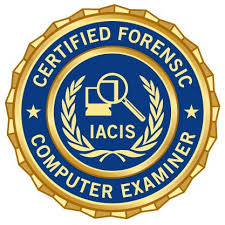 CERTIFIED FORENSIC
IACIS
COMPUTER EXAMINER